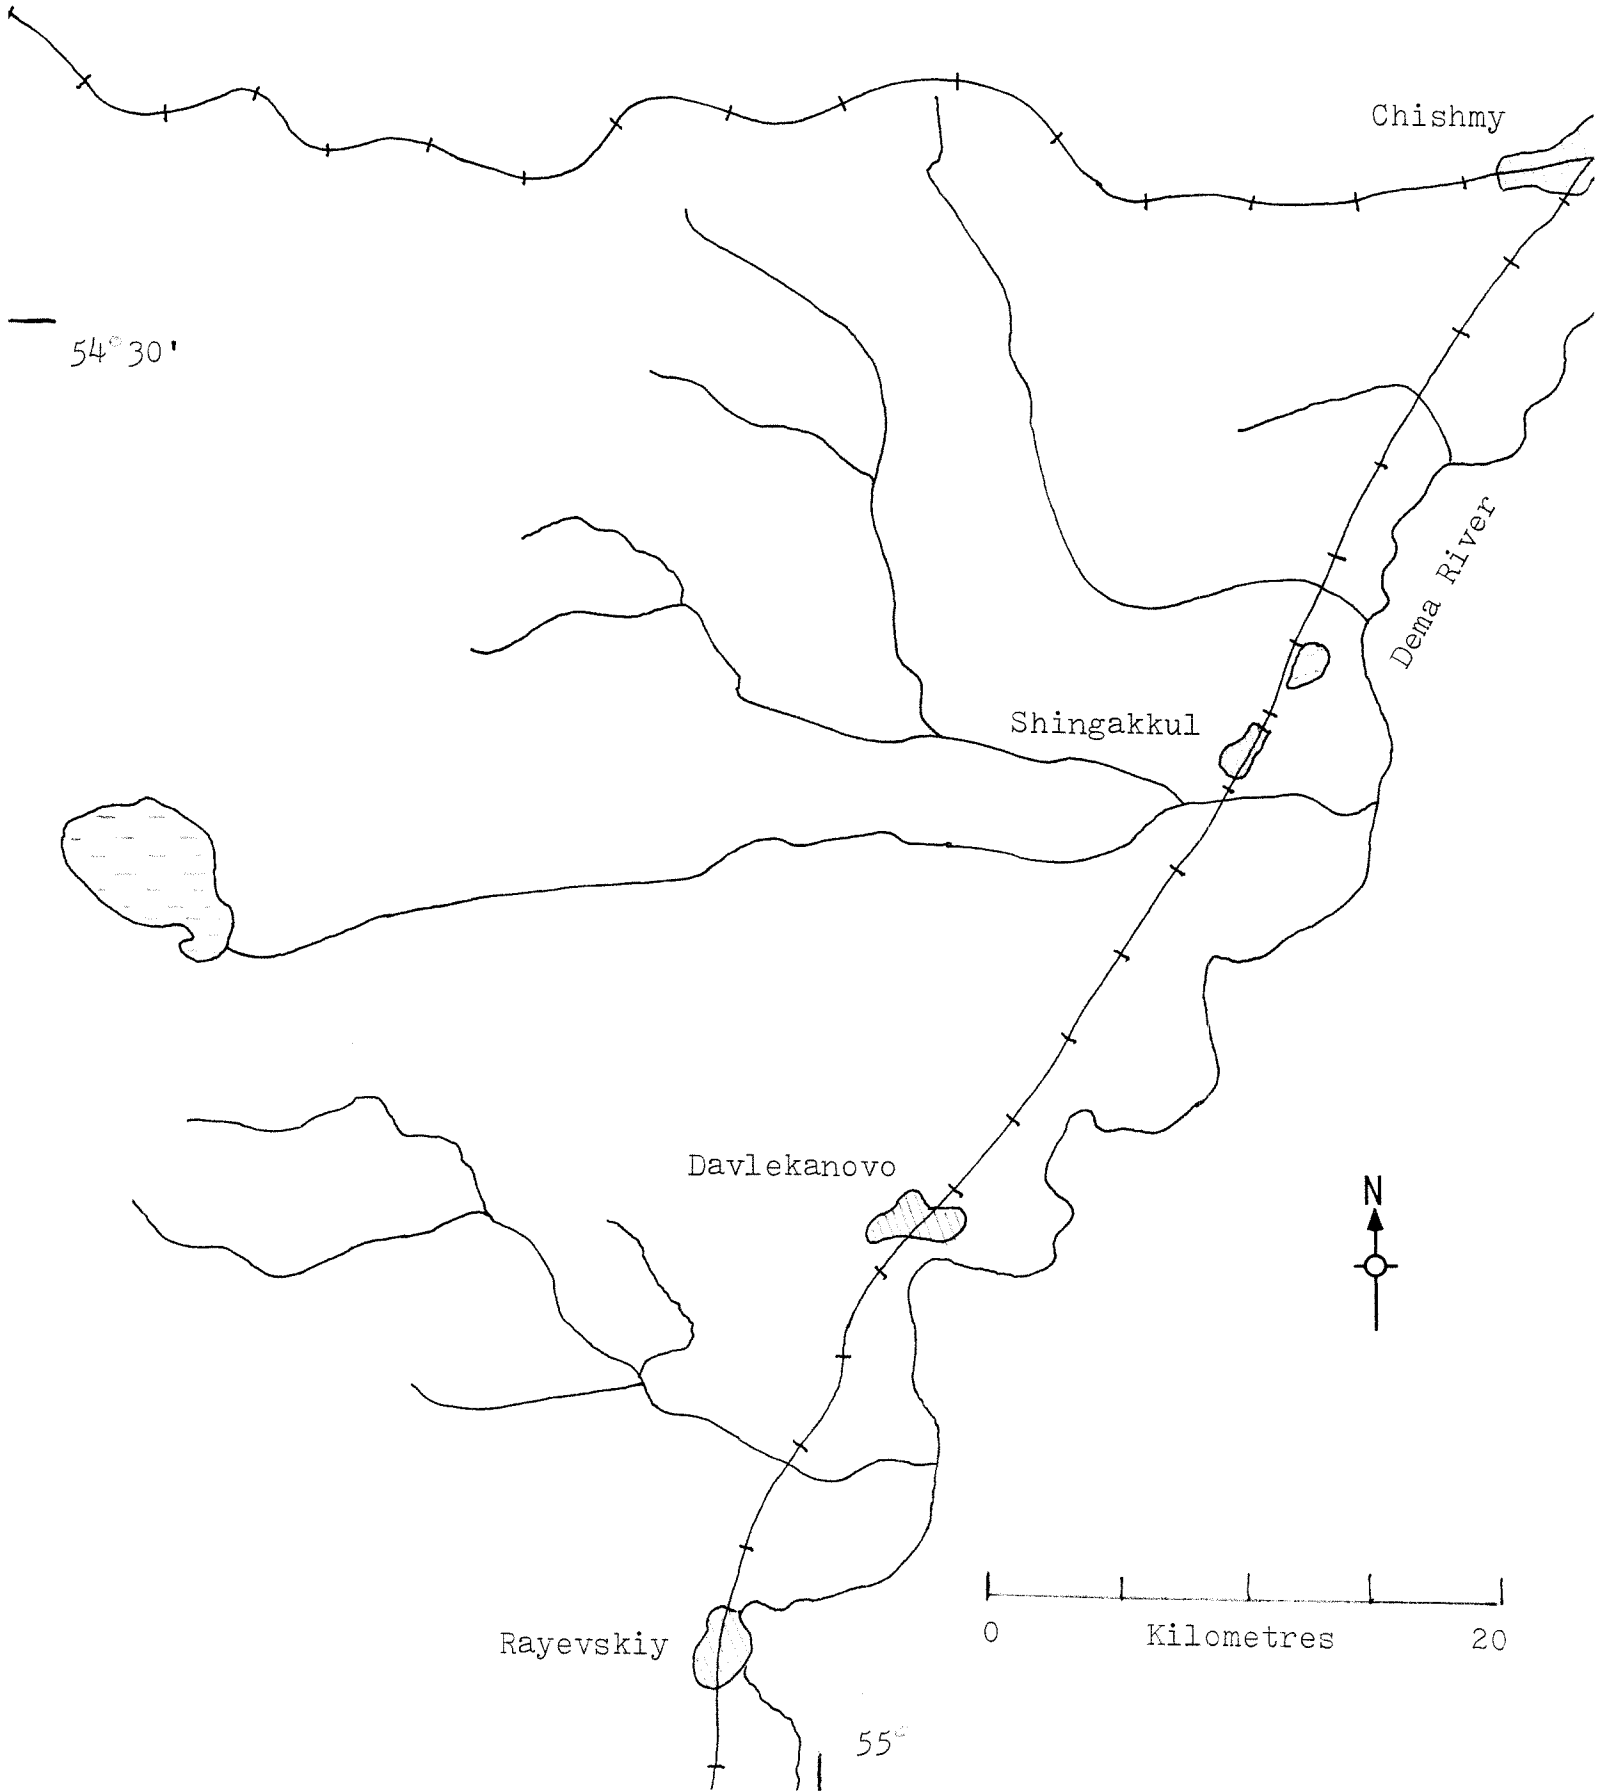 Chishmy
54°30'
Dema River
Shingakkul
Davlekanovo
N
0 Kilometres 20
Rayevskiy
55°